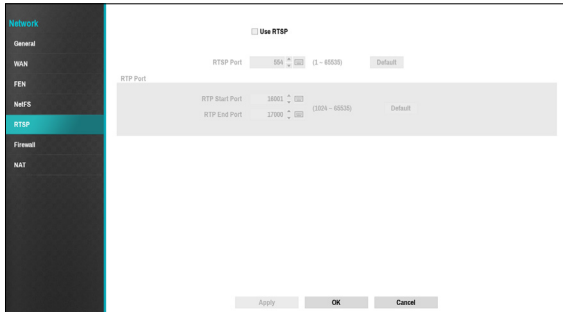 Network
General
WAN
FEN
NetFS
RTSP
Firewall
NAT
Use RTSP
RTSP Port 554 (1 ~ 65535) Default
RTP Port
RTP Start Port 16001
(1024 ~ 65535) Default
RTP End Port 17000
Apply OK Cancel